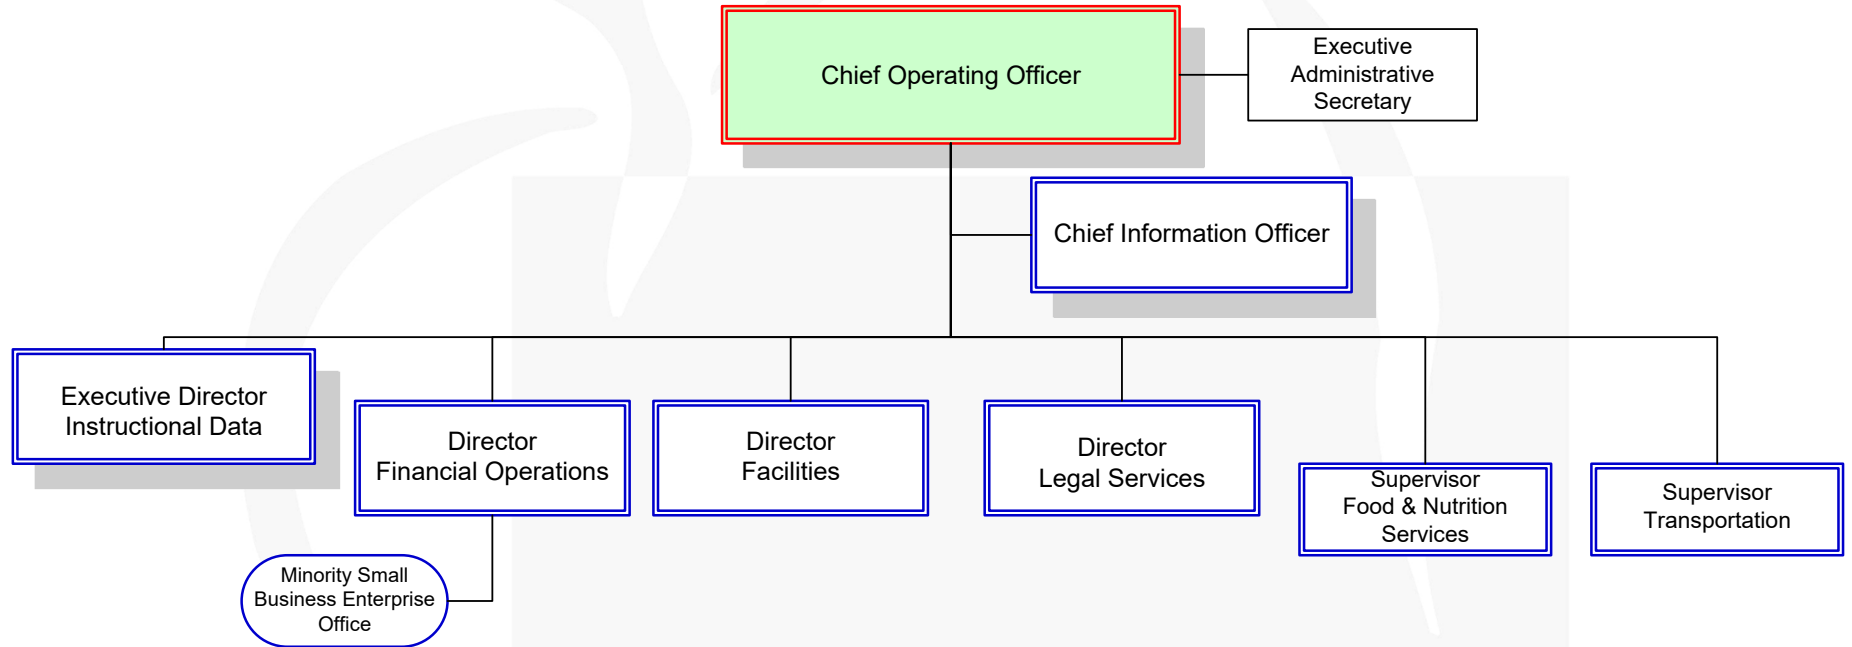 Chief Operating Officer
Executive
Administrative
Secretary
Chief Information Officer
Executive Director
Instructional Data
Director
Financial Operations
Director
Facilities
Director
Legal Services
Supervisor
Food & Nutrition
Services
Supervisor
Transportation
Minority Small
Business Enterprise
Office